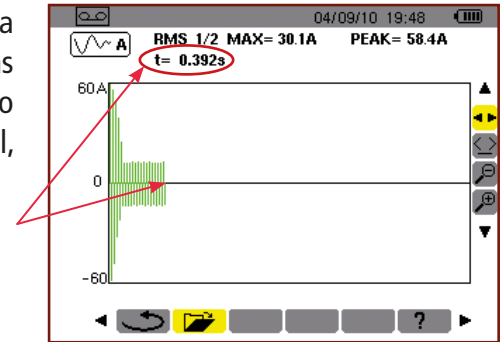 a
ns
o
l,
04/09/10 19:48
A
RMS 1/2 MAX= 30.1A PEAK= 58.4A
t= 0.392s
60A
0
-60
?